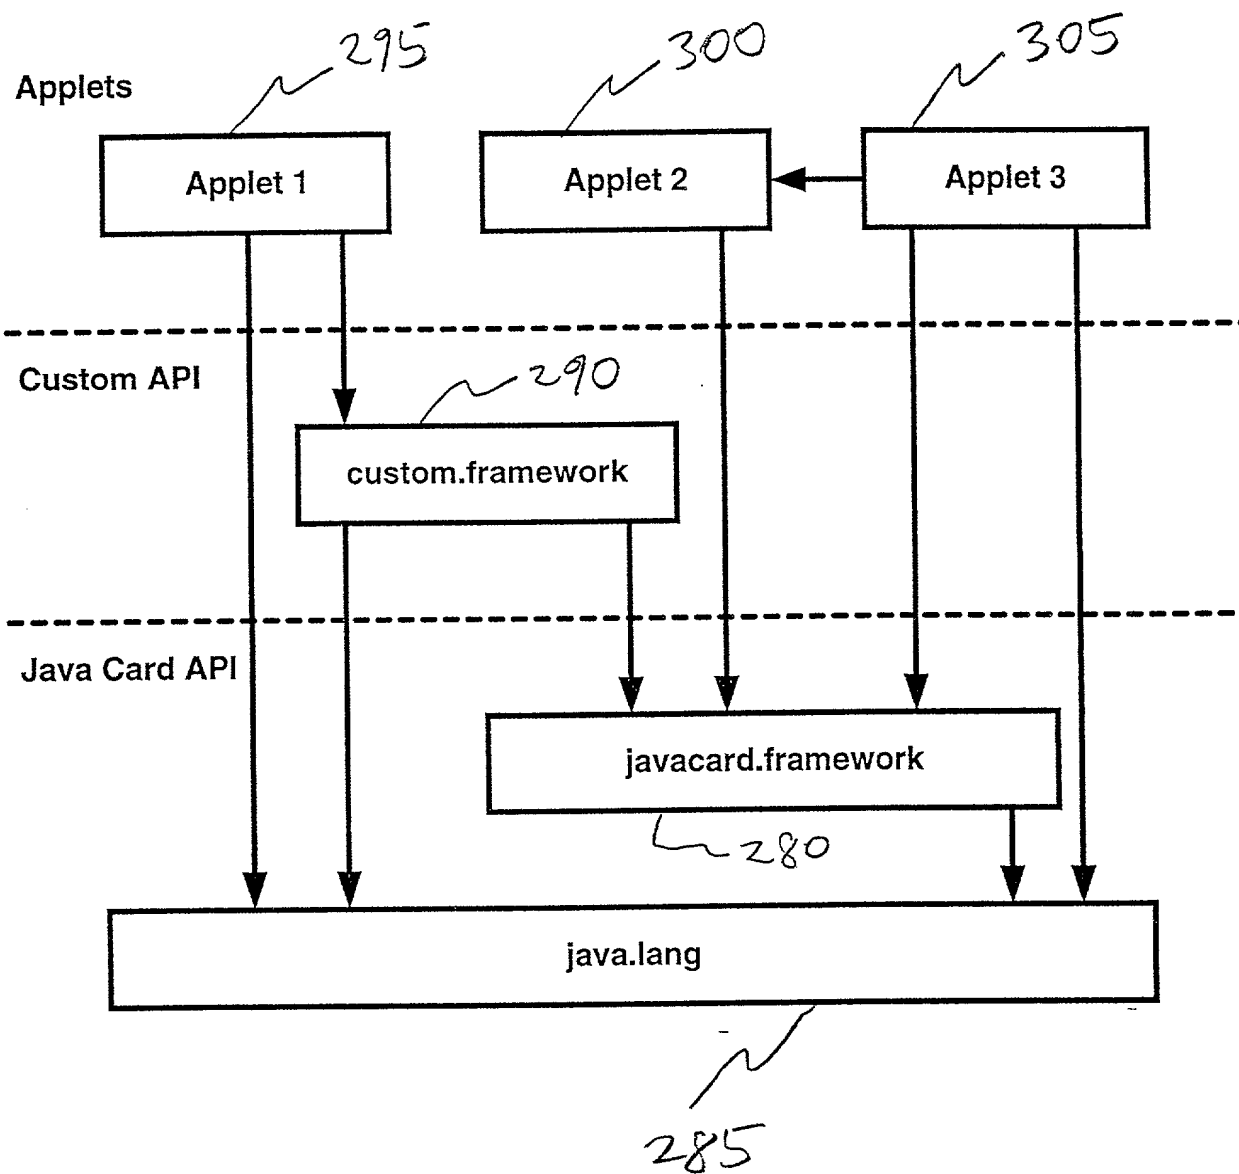 295
300
305
Applets
Applet 1
Applet 2
Applet 3
Custom API
290
custom.framework
Java Card API
javacard.framework
280
java.lang
285